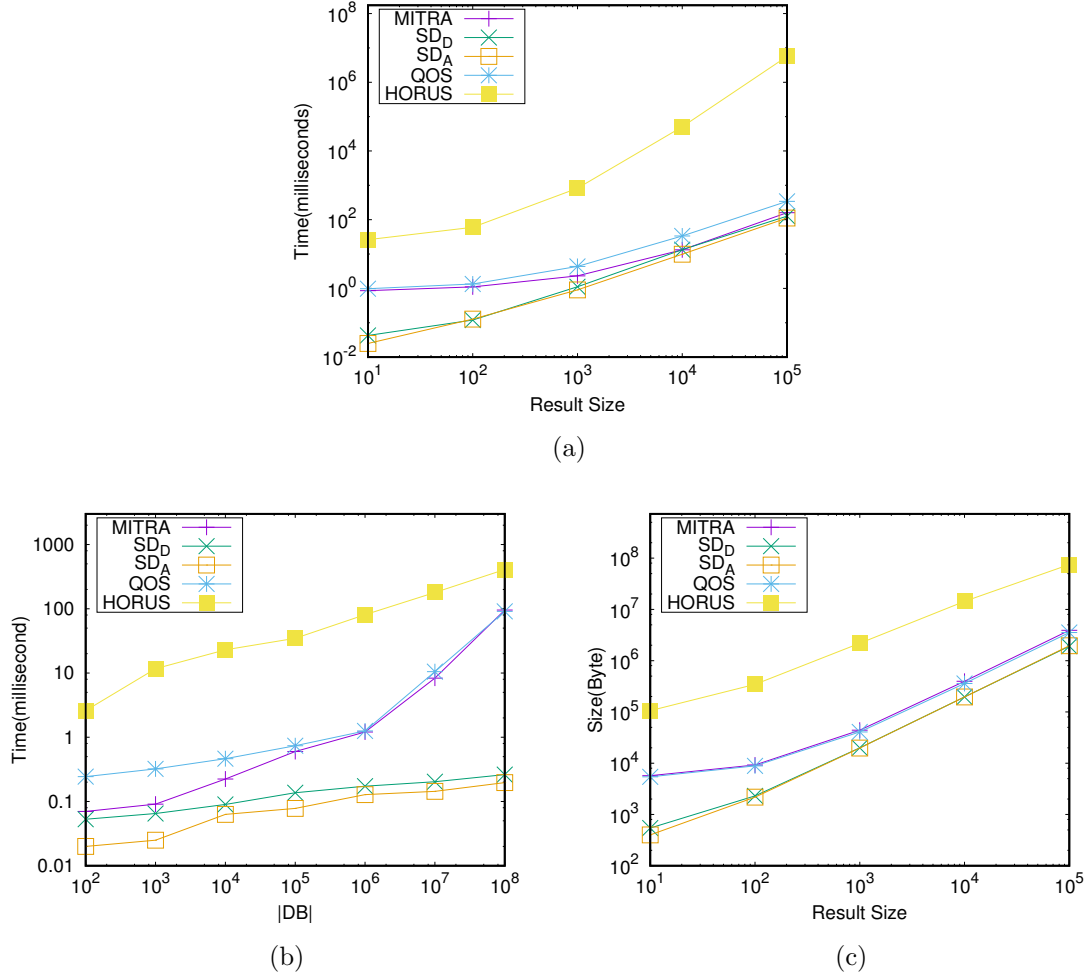 MITRA
SD_D
SD_A
QOS
HORUS
Time(milliseconds)
10^8
10^6
10^4
10^2
10^0
10^-2
10^1 10^2 10^3 10^4 10^5
Result Size
(a)
MITRA
SD_D
SD_A
QOS
HORUS
Time(millisecond)
1000
100
10
1
0.1
0.01
10^2 10^3 10^4 10^5 10^6 10^7 10^8
|DB|
(b)
MITRA
SD_D
SD_A
QOS
HORUS
Size(Byte)
10^8
10^7
10^6
10^5
10^4
10^3
10^2
10^1 10^2 10^3 10^4 10^5
Result Size
(c)